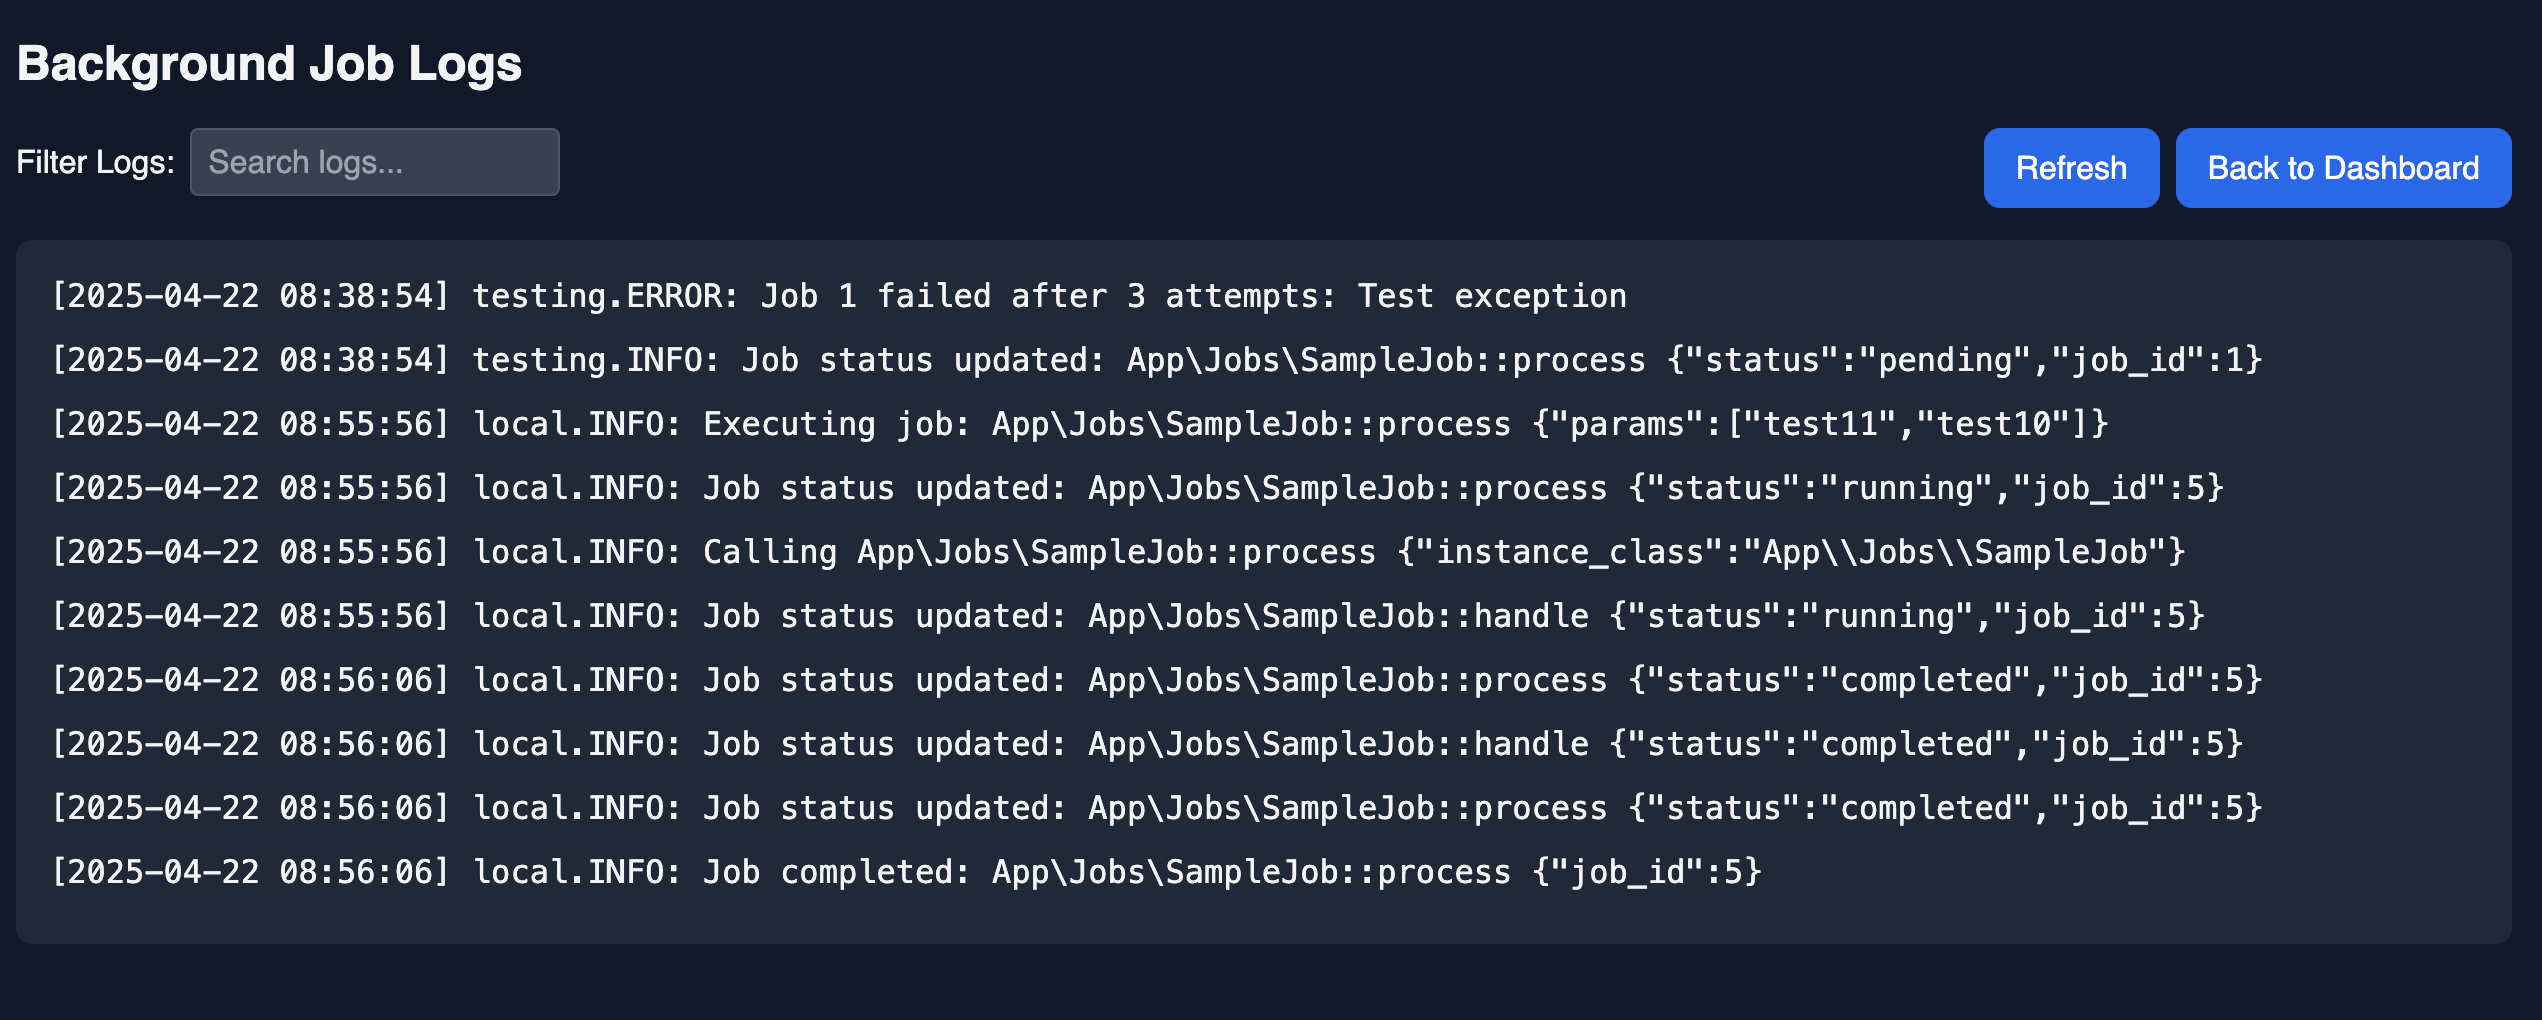 Background Job Logs
Filter Logs: Search logs... Refresh Back to Dashboard
[2025-04-22 08:38:54] testing.ERROR: Job 1 failed after 3 attempts: Test exception
[2025-04-22 08:38:54] testing.INFO: Job status updated: App\Jobs\SampleJob::process {"status":"pending","job_id":1}
[2025-04-22 08:55:56] local.INFO: Executing job: App\Jobs\SampleJob::process {"params":["test11","test10"]}
[2025-04-22 08:55:56] local.INFO: Job status updated: App\Jobs\SampleJob::process {"status":"running","job_id":5}
[2025-04-22 08:55:56] local.INFO: Calling App\Jobs\SampleJob::process {"instance_class":"App\\Jobs\\SampleJob"}
[2025-04-22 08:55:56] local.INFO: Job status updated: App\Jobs\SampleJob::handle {"status":"running","job_id":5}
[2025-04-22 08:56:06] local.INFO: Job status updated: App\Jobs\SampleJob::process {"status":"completed","job_id":5}
[2025-04-22 08:56:06] local.INFO: Job status updated: App\Jobs\SampleJob::handle {"status":"completed","job_id":5}
[2025-04-22 08:56:06] local.INFO: Job status updated: App\Jobs\SampleJob::process {"status":"completed","job_id":5}
[2025-04-22 08:56:06] local.INFO: Job completed: App\Jobs\SampleJob::process {"job_id":5}